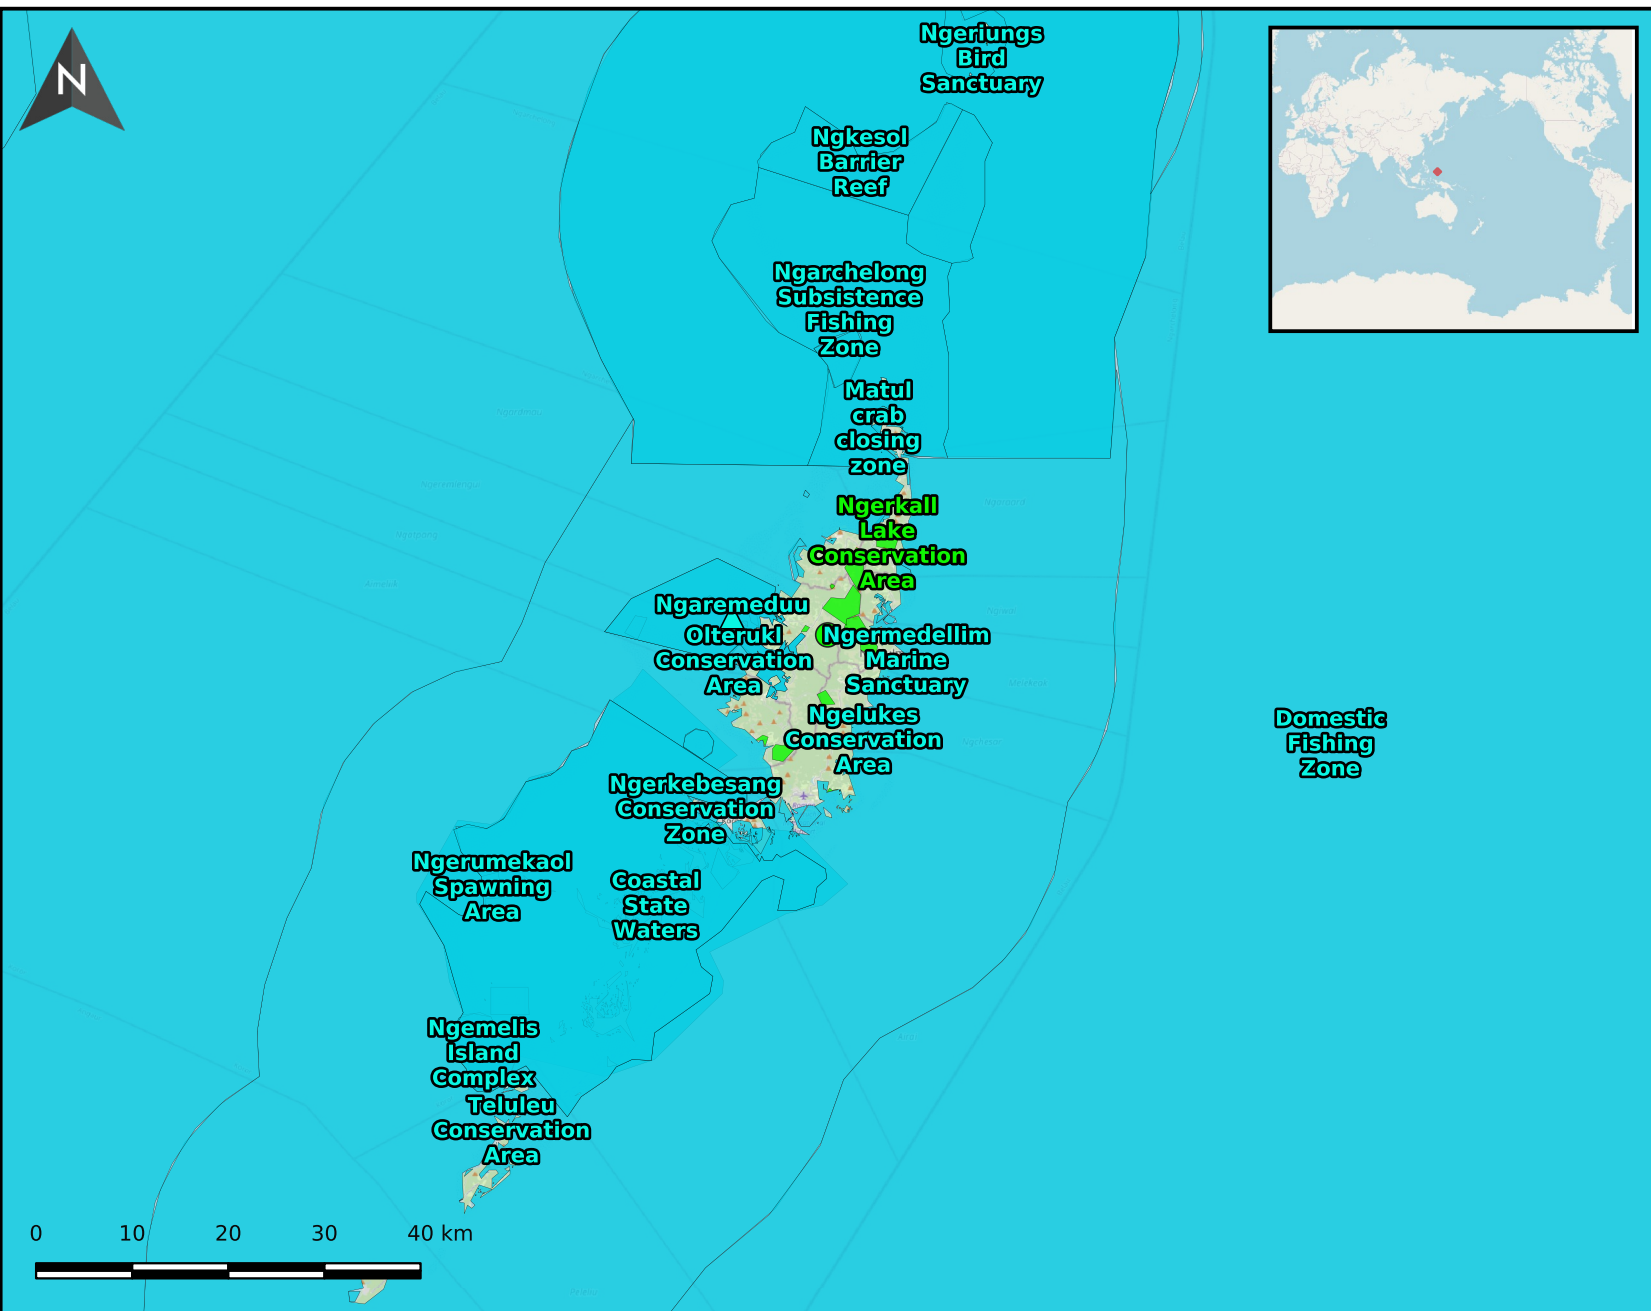 N
Ngeriungs
Bird
Sanctuary
Ngkesol
Barrier
Reef
Ngarchelong
Subsistence
Fishing
Zone
Matul
crab
closing
zone
Ngerkall
Lake
Conservation
Area
Ngaremeduu
Olterukl
Conservation
Area
Ngermedellim
Marine
Sanctuary
Ngelukes
Conservation
Area
Domestic
Fishing
Zone
Ngerkebesang
Conservation
Zone
Ngerumekaol
Spawning
Area
Coastal
State
Waters
Ngemelis
Island
Complex
Teluleu
Conservation
Area
0 10 20 30 40 km